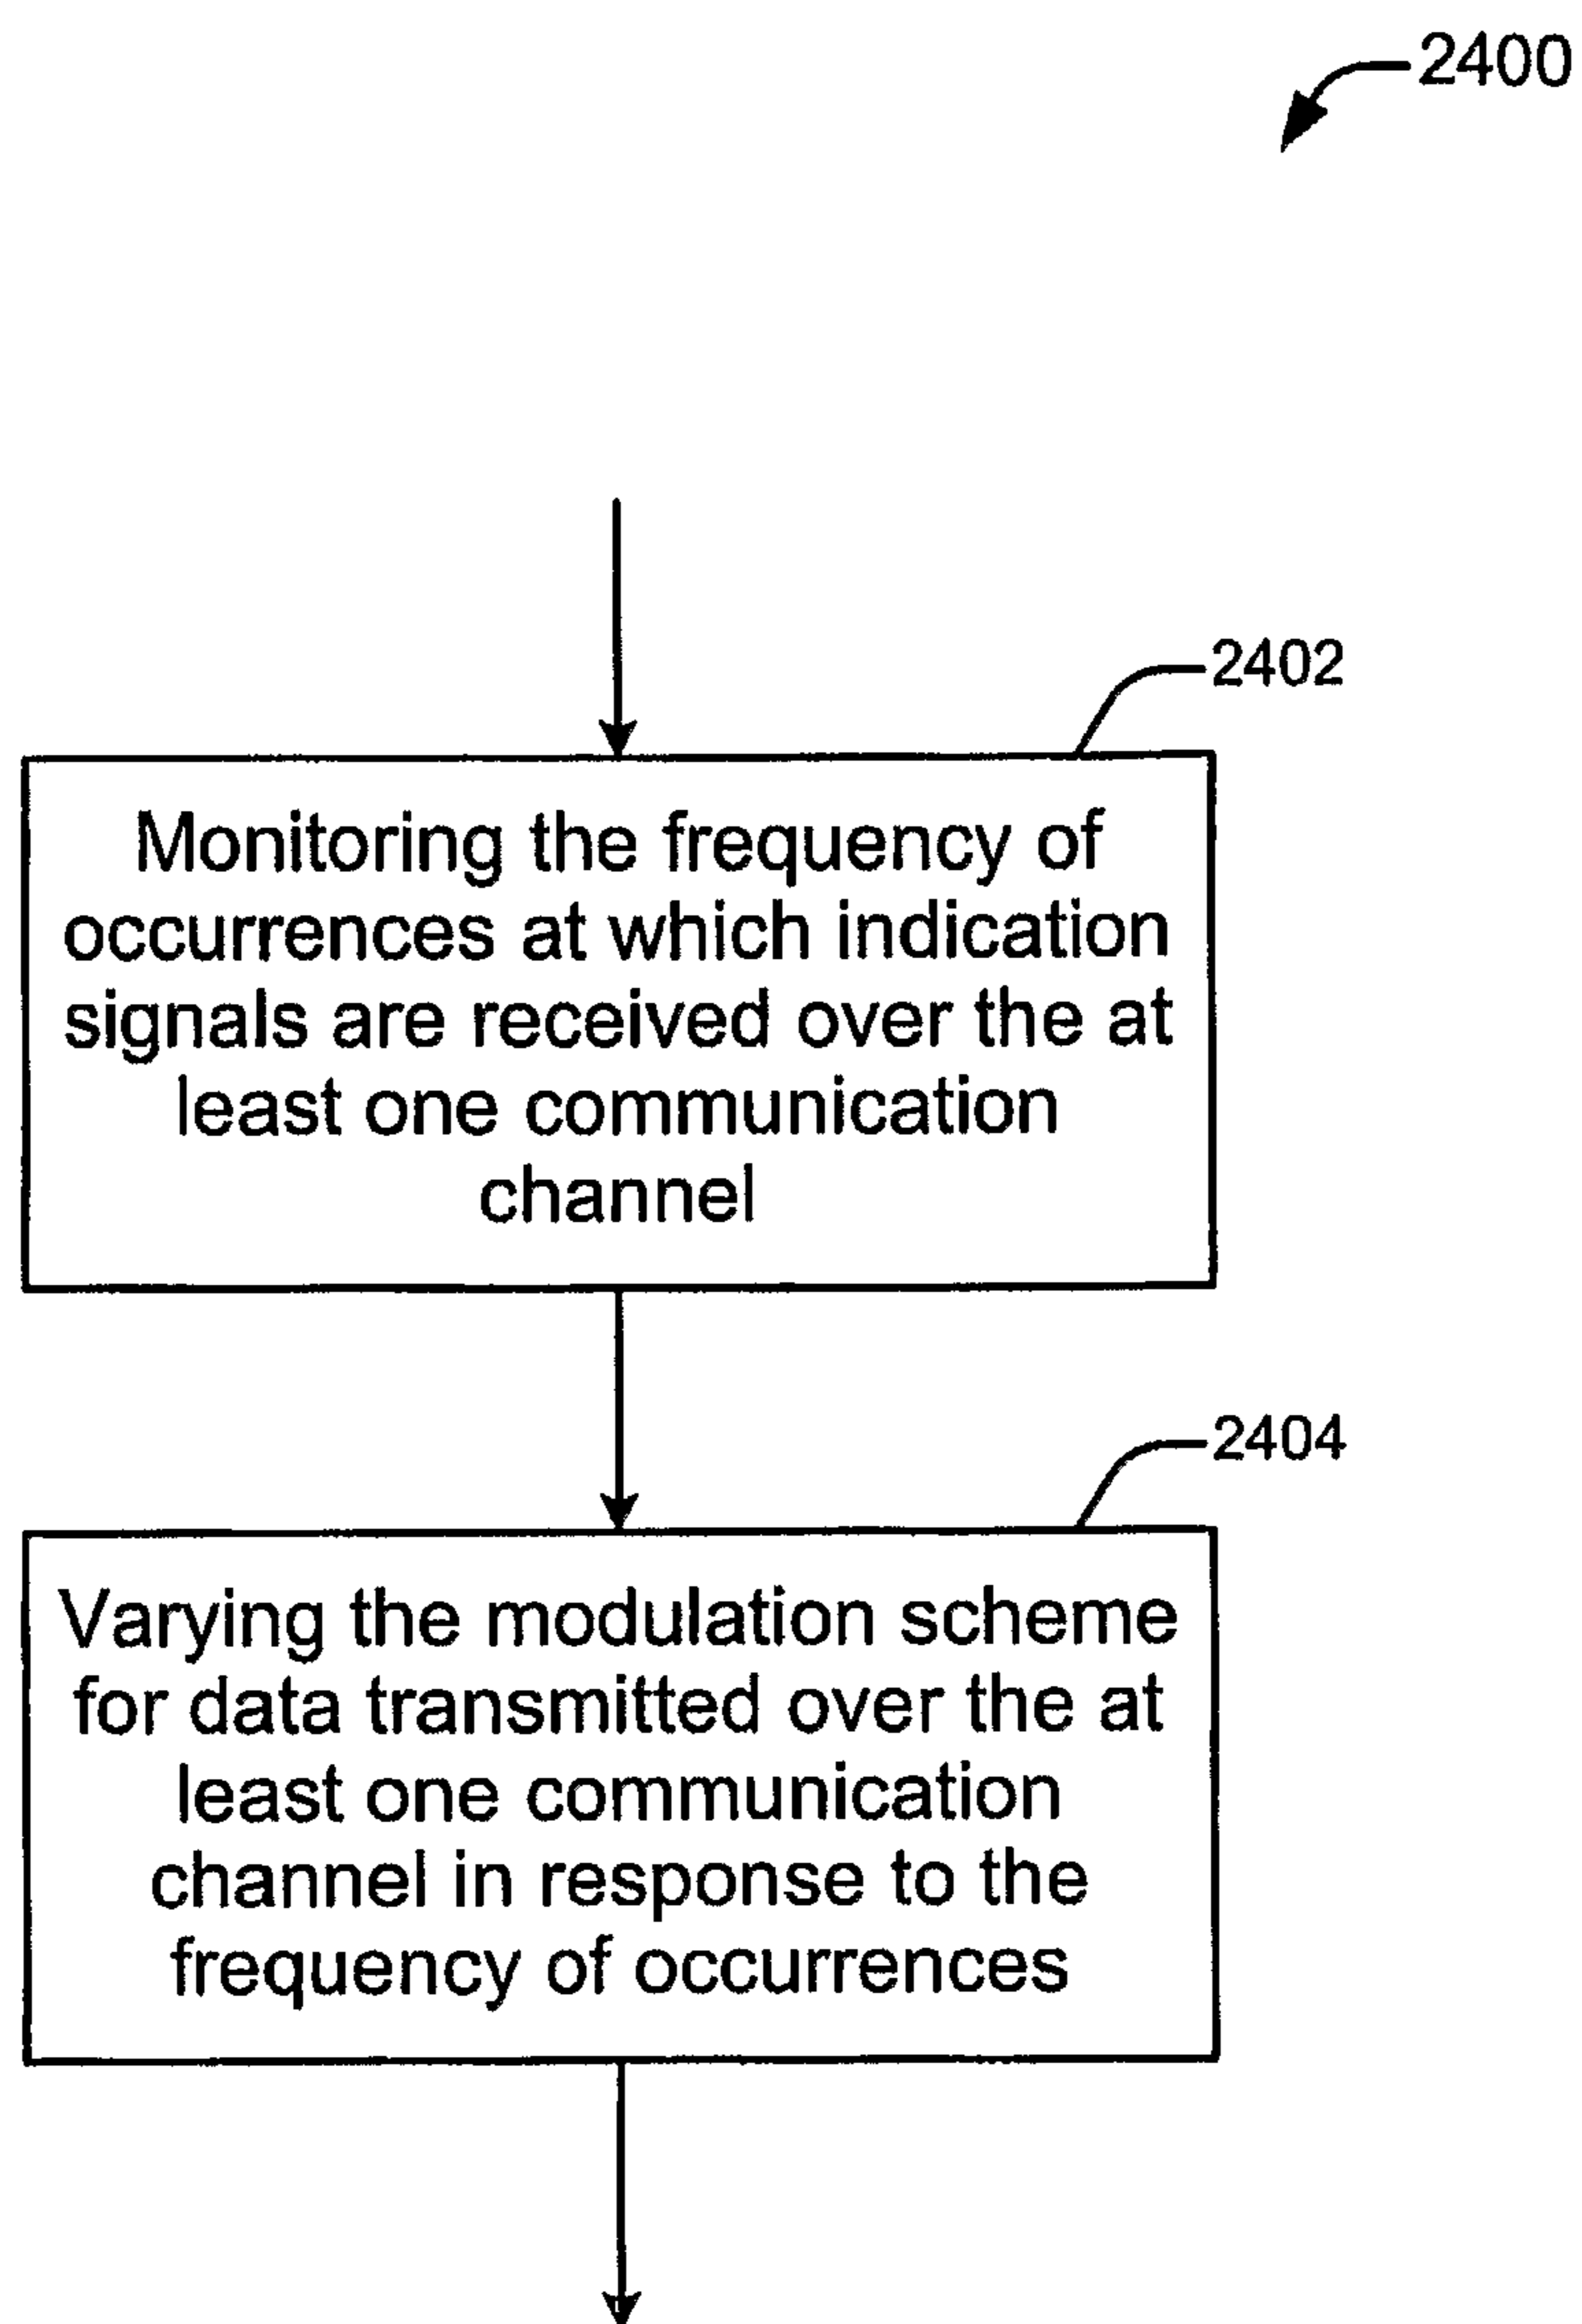 2400
2402
Monitoring the frequency of
occurrences at which indication
signals are received over the at
least one communication
channel
2404
Varying the modulation scheme
for data transmitted over the at
least one communication
channel in response to the
frequency of occurrences